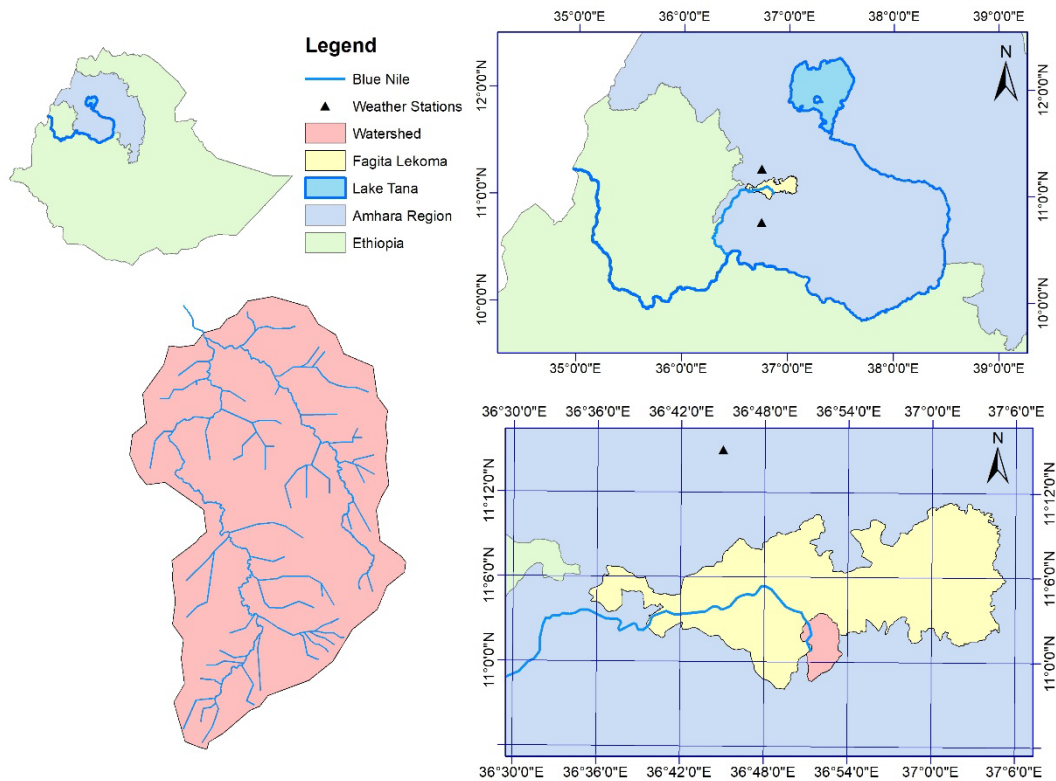 Legend
Blue Nile
Weather Stations
Watershed
Fagita Lekoma
Lake Tana
Amhara Region
Ethiopia
35°0'0"E 36°0'0"E 37°0'0"E 38°0'0"E 39°0'0"E
N
12°0'0"N 12°0'0"N
11°0'0"N 11°0'0"N
10°0'0"N 10°0'0"N
35°0'0"E 36°0'0"E 37°0'0"E 38°0'0"E 39°0'0"E
36°30'0"E 36°36'0"E 36°42'0"E 36°48'0"E 36°54'0"E 37°0'0"E 37°6'0"E
N
11°12'0"N 11°12'0"N
11°6'0"N 11°6'0"N
11°0'0"N 11°0'0"N
36°30'0"E 36°36'0"E 36°42'0"E 36°48'0"E 36°54'0"E 37°0'0"E 37°6'0"E